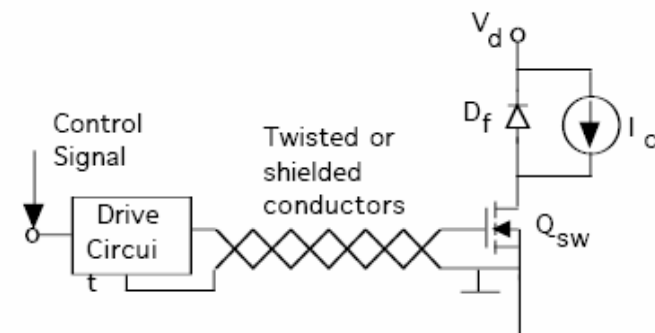 V_d
D_f
I_o
Control
Signal
Twisted or
shielded
conductors
Drive
Circui
t
Q_sw